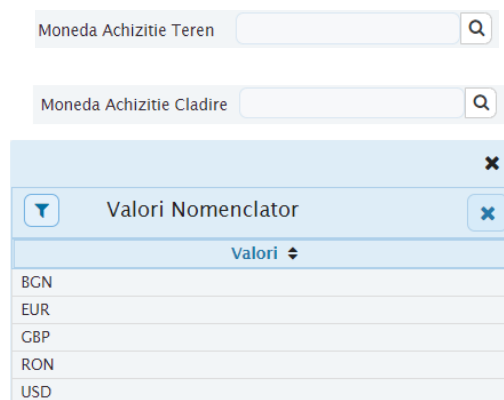 Moneda Achizitie Teren
Moneda Achizitie Cladire
Valori Nomenclator
Valori
BGN
EUR
GBP
RON
USD